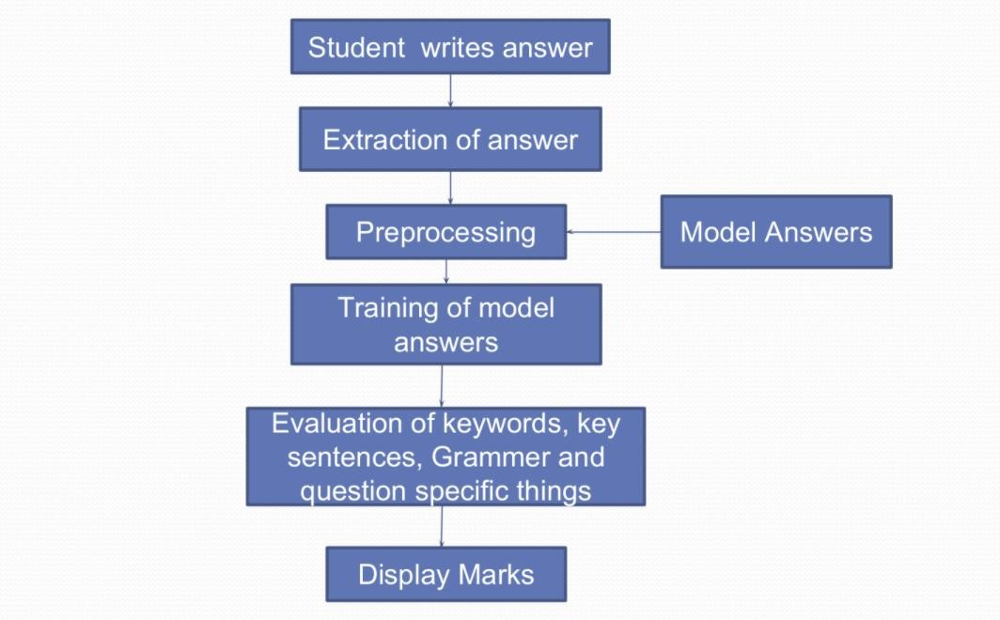 Student  writes answer
Extraction of answer
Preprocessing
Model Answers
Training of model
answers
Evaluation of keywords, key
sentences, Grammer and
question specific things
Display Marks